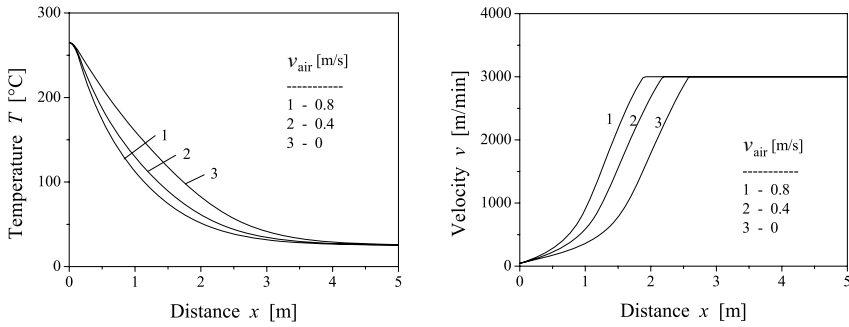 300
200
100
0
0 1 2 3 4 5
Temperature T [°C]
Distance x [m]
vair [m/s]
----------
1 - 0.8
2 - 0.4
3 - 0
1
2
3
4000
3000
2000
1000
0
0 1 2 3 4 5
Velocity v [m/min]
Distance x [m]
1 2 3
vair [m/s]
----------
1 - 0.8
2 - 0.4
3 - 0